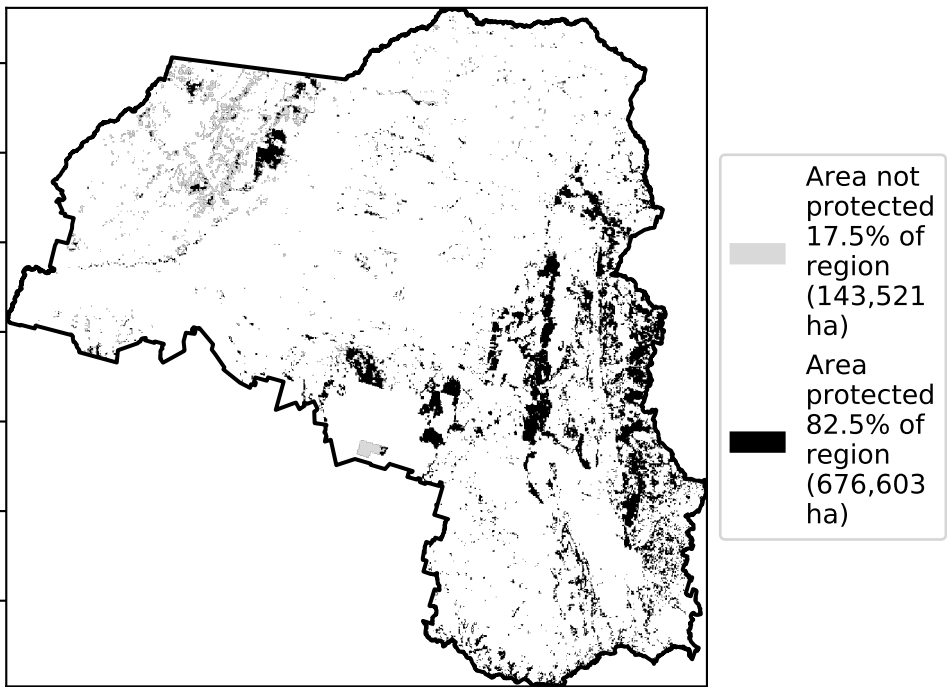 Area not
protected
17.5% of
region
(143,521
ha)
Area
protected
82.5% of
region
(676,603
ha)